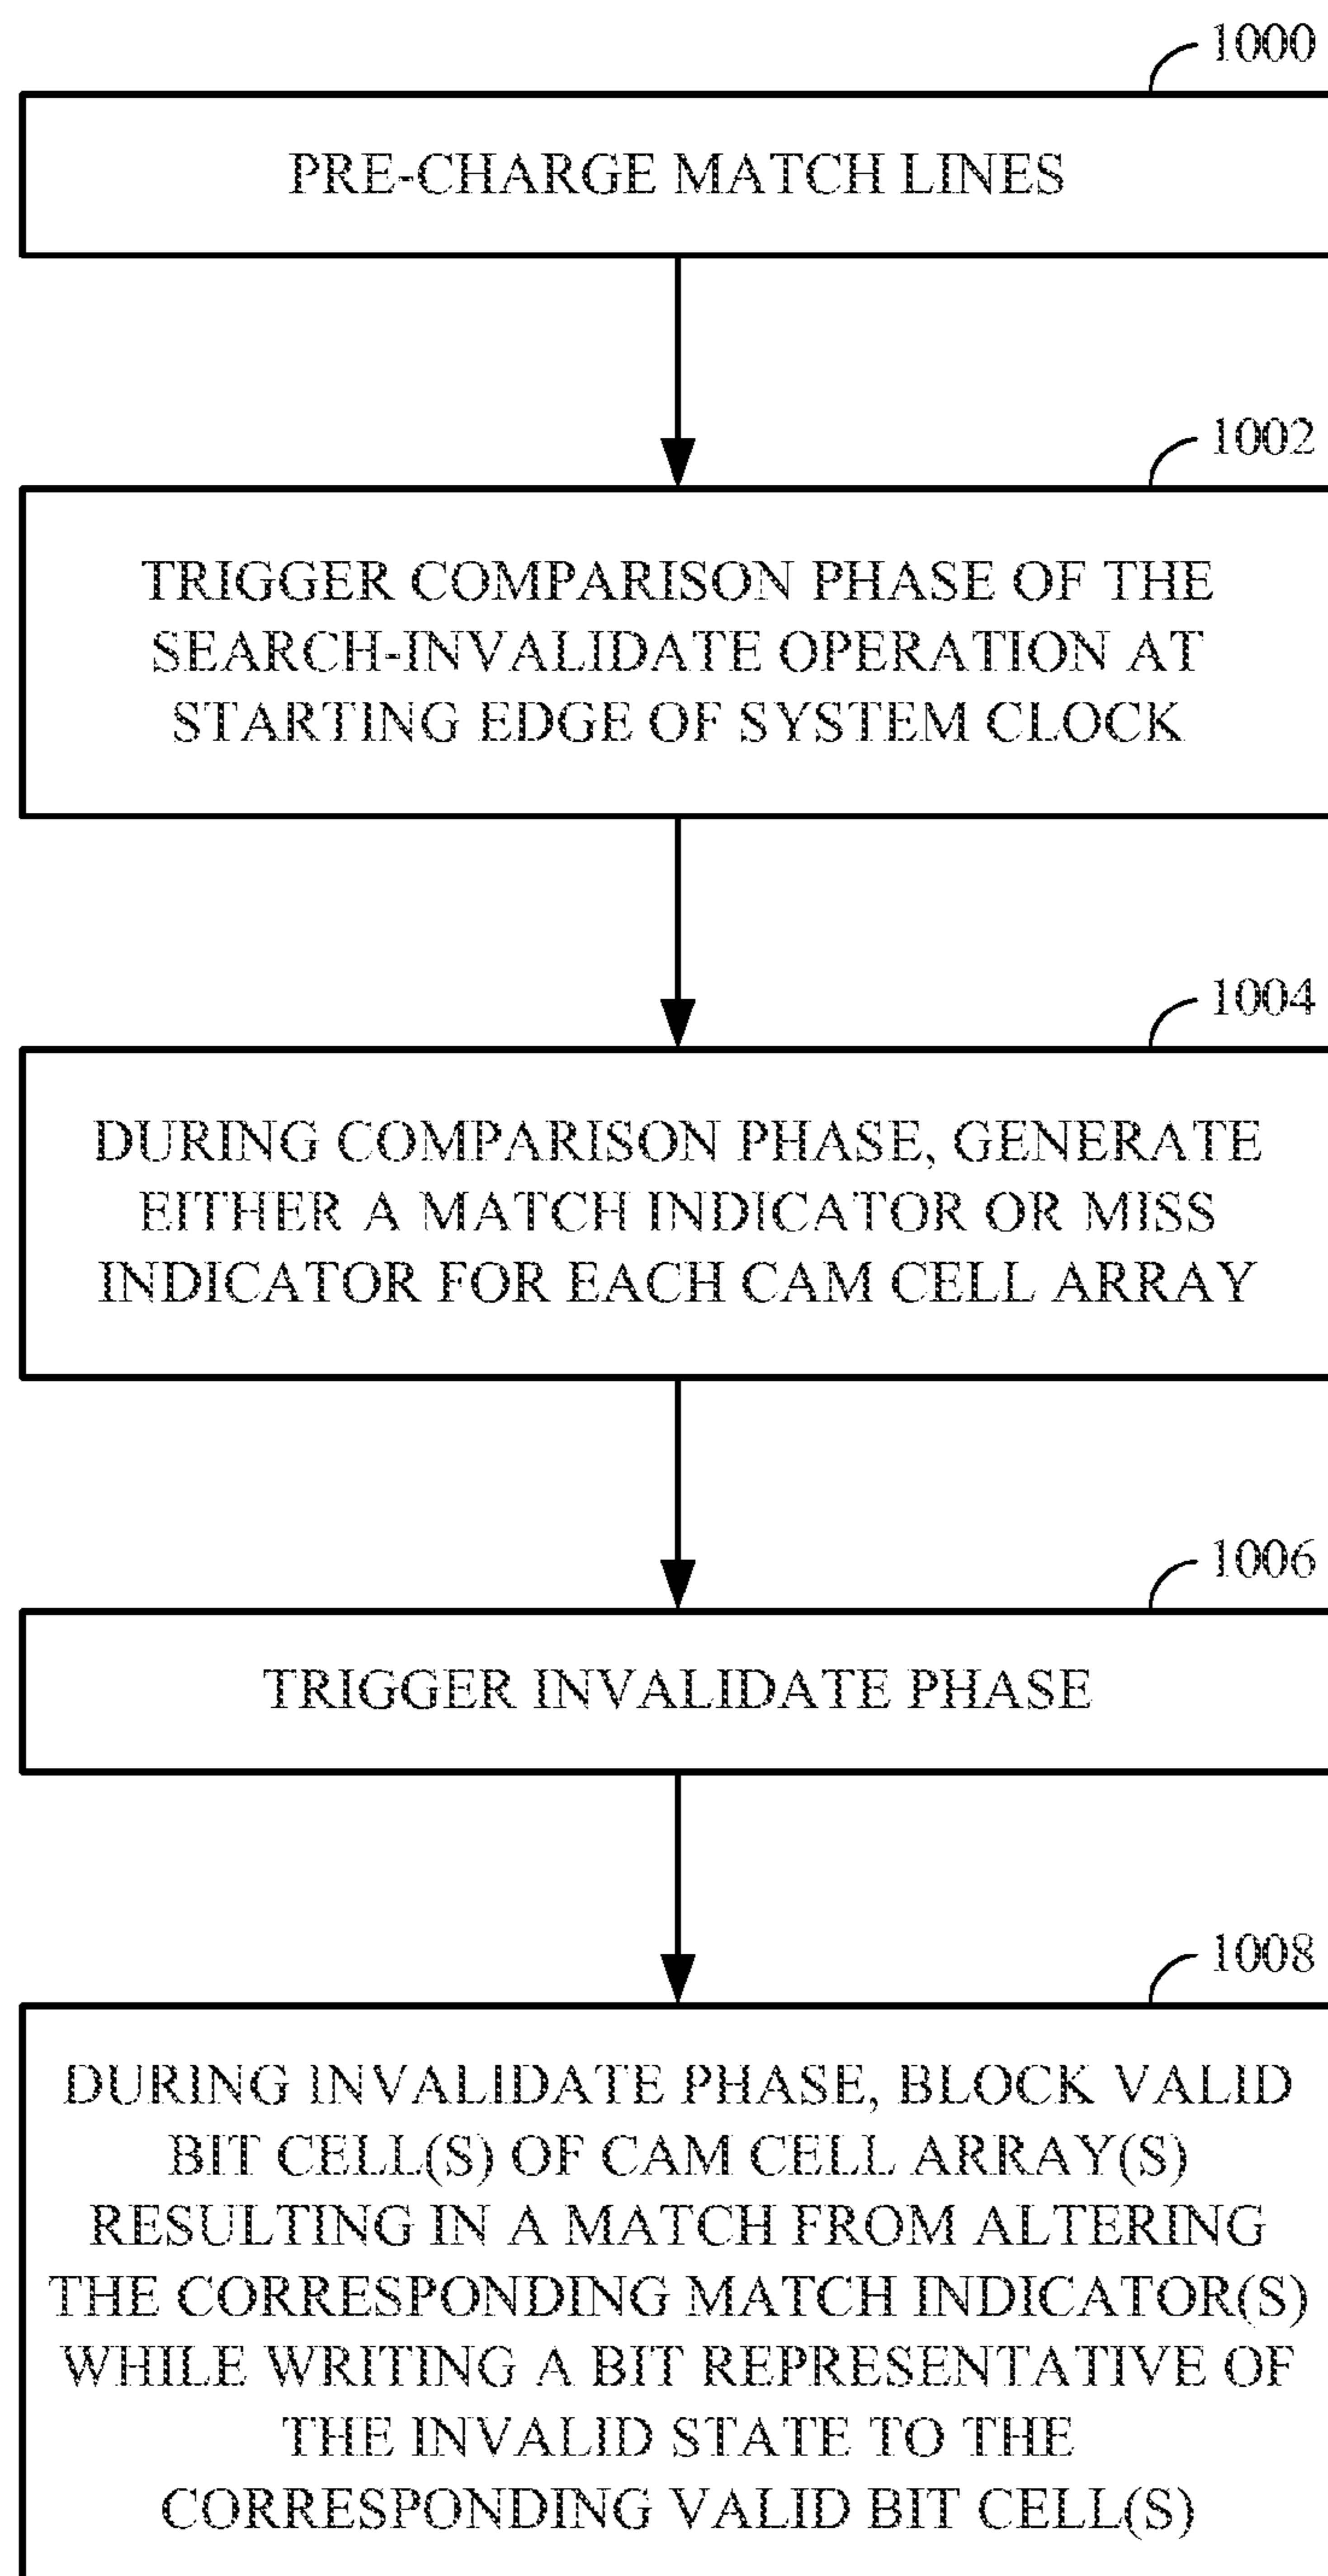 1000
PRE-CHARGE MATCH LINES
1002
TRIGGER COMPARISON PHASE OF THE
SEARCH-INVALIDATE OPERATION AT
STARTING EDGE OF SYSTEM CLOCK
1004
DURING COMPARISON PHASE, GENERATE
EITHER A MATCH INDICATOR OR MISS
INDICATOR FOR EACH CAM CELL ARRAY
1006
TRIGGER INVALIDATE PHASE
1008
DURING INVALIDATE PHASE, BLOCK VALID
BIT CELL(S) OF CAM CELL ARRAY(S)
RESULTING IN A MATCH FROM ALTERING
THE CORRESPONDING MATCH INDICATOR(S)
WHILE WRITING A BIT REPRESENTATIVE OF
THE INVALID STATE TO THE
CORRESPONDING VALID BIT CELL(S)